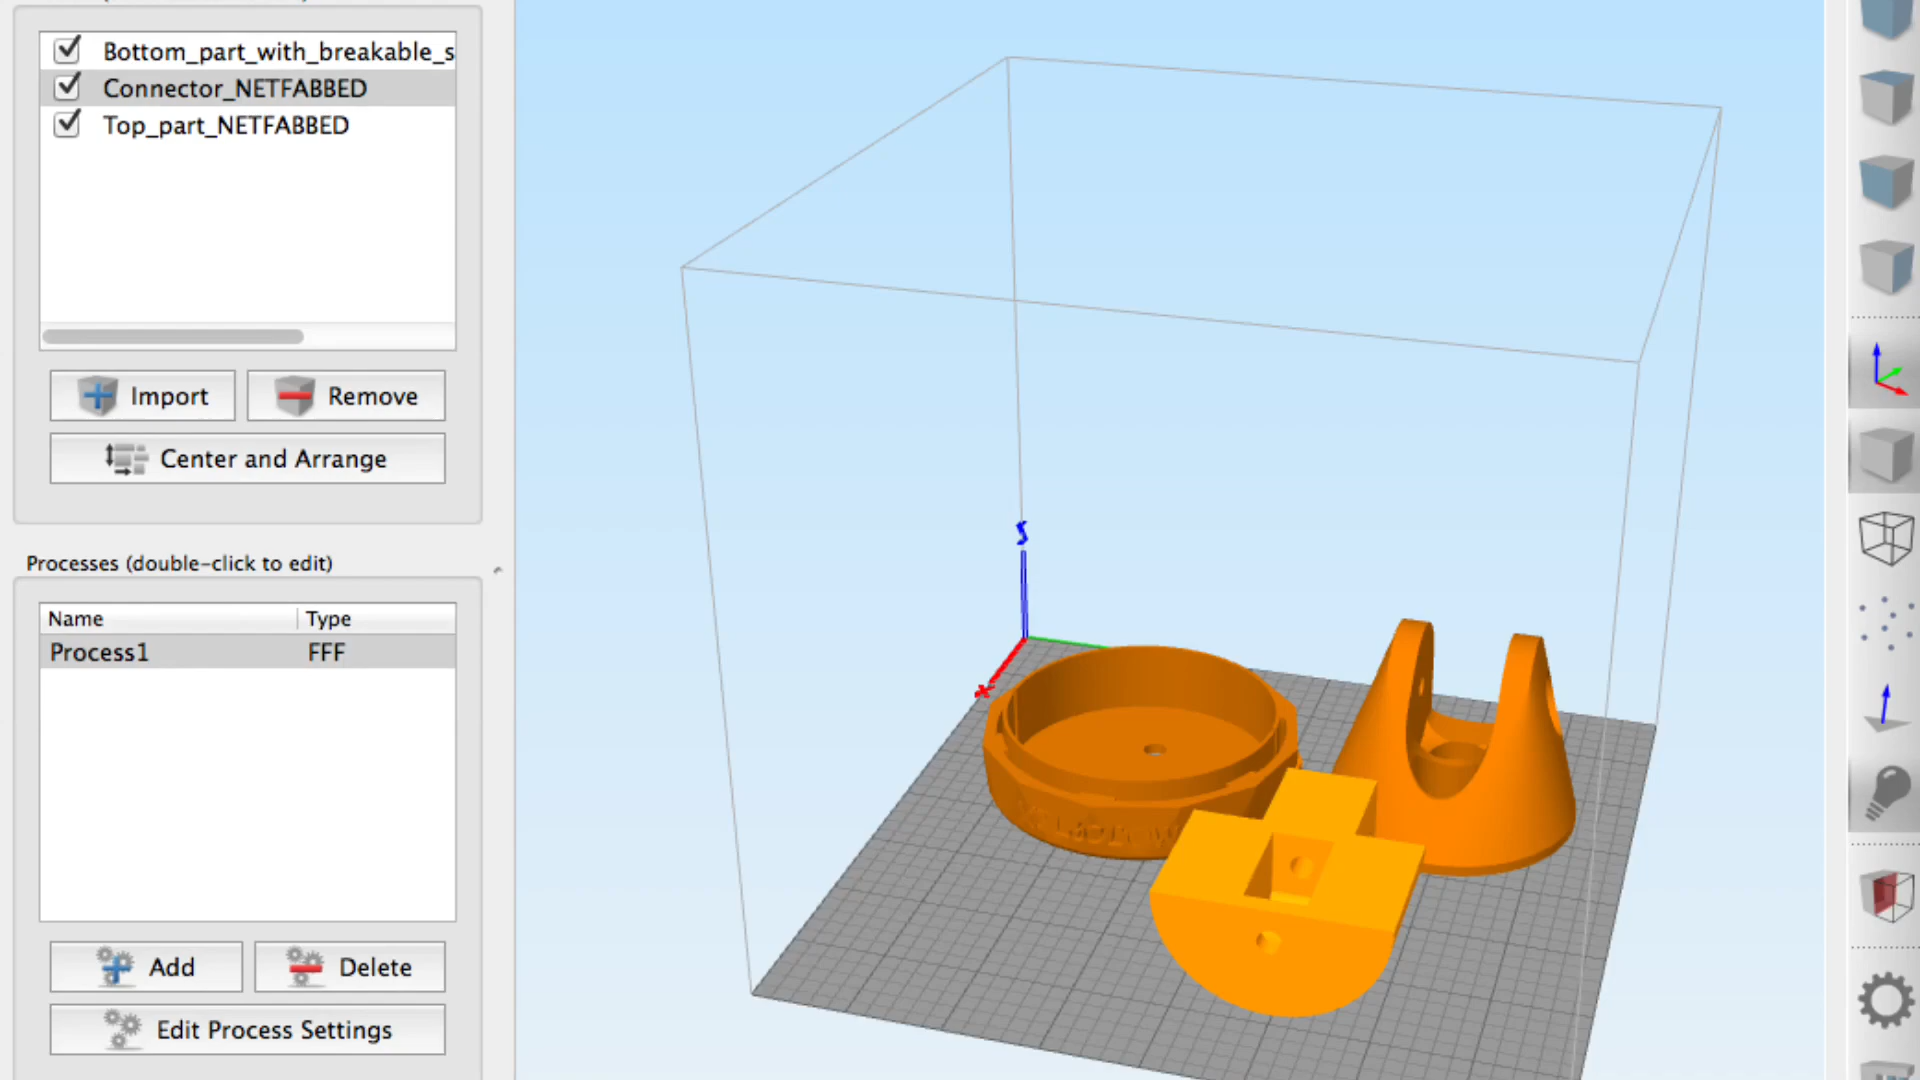 Bottom_part_with_breakable_s
Connector_NETFABBED
Top_part_NETFABBED
Import
Remove
Center and Arrange
Processes (double-click to edit)
Name
Type
Process1
FFF
Add
Delete
Edit Process Settings
Z
X